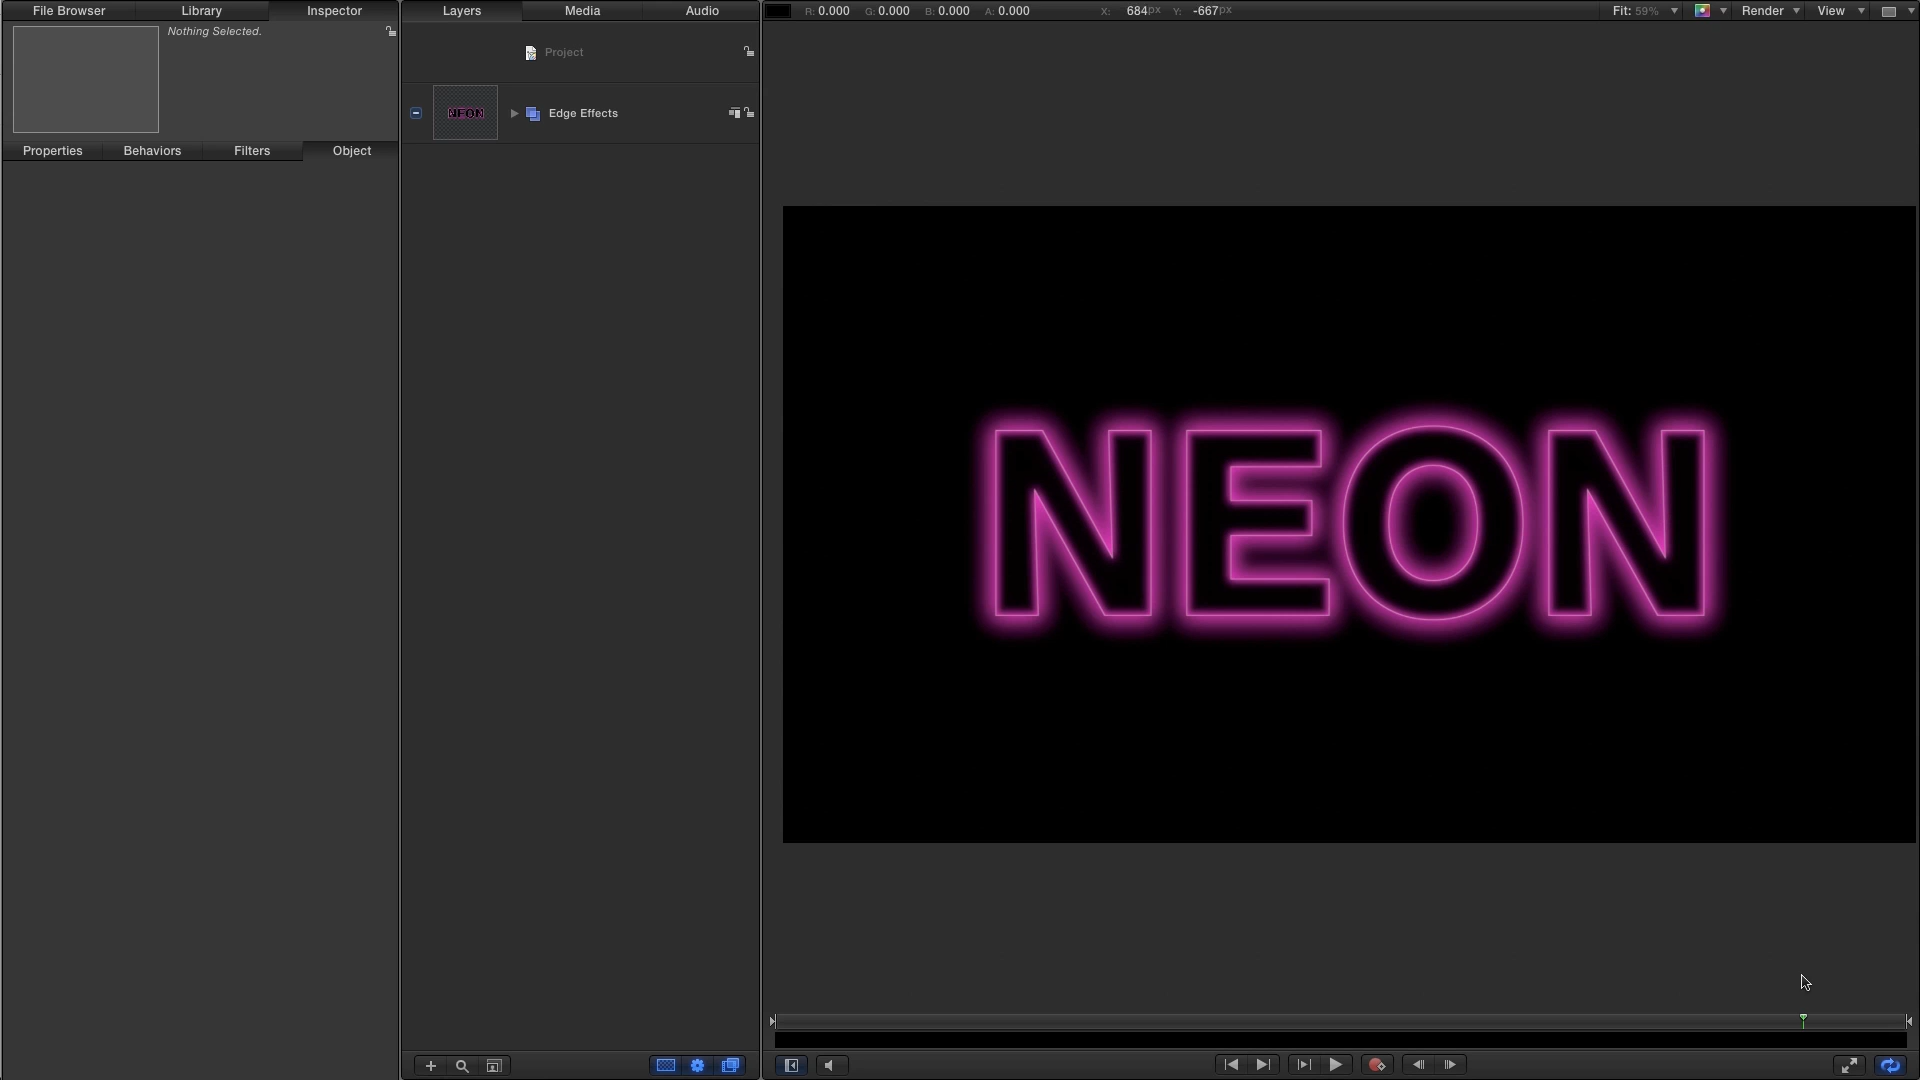 File Browser Library Inspector Layers Media Audio R: 0.000 G: 0.000 B: 0.000 A: 0.000 X: 684px Y: -667px Fit: 59% Render View
Nothing Selected.
Project
NEON Edge Effects
Properties Behaviors Filters Object
NEON